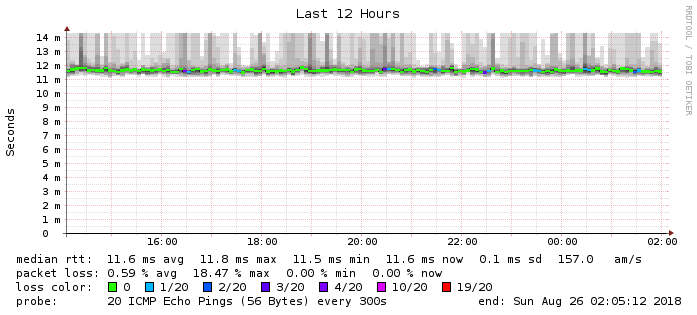 Last 12 Hours
RRDTOOL / TOBI OETIKER
Seconds
14 m
13 m
12 m
11 m
10 m
9 m
8 m
7 m
6 m
5 m
4 m
3 m
2 m
1 m
0
16:00 18:00 20:00 22:00 00:00 02:00
median rtt: 11.6 ms avg 11.8 ms max 11.5 ms min 11.6 ms now 0.1 ms sd 157.0 am/s
packet loss: 0.59 % avg 18.47 % max 0.00 % min 0.00 % now
loss color: 0 1/20 2/20 3/20 4/20 10/20 19/20
probe: 20 ICMP Echo Pings (56 Bytes) every 300s end: Sun Aug 26 02:05:12 2018